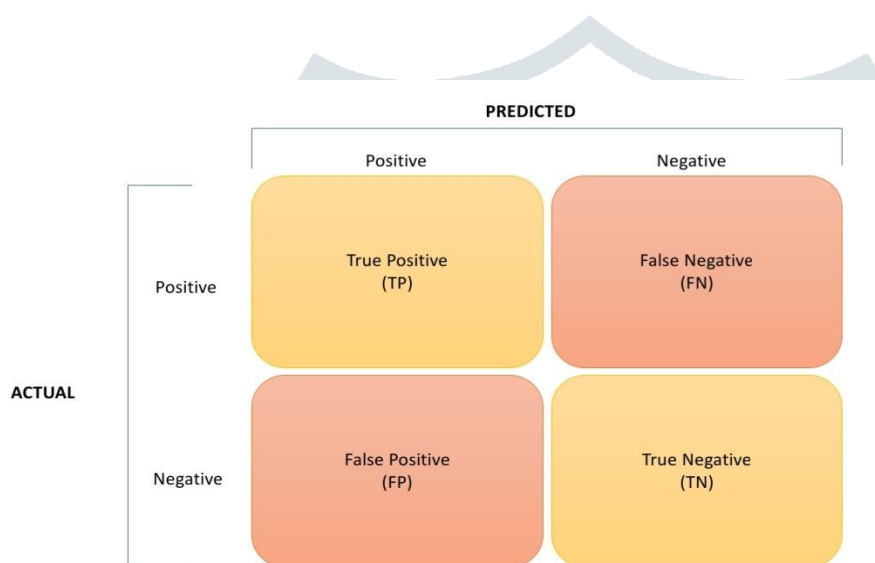 PREDICTED
Positive
Negative
True Positive
(TP)
False Negative
(FN)
Positive
ACTUAL
False Positive
(FP)
True Negative
(TN)
Negative